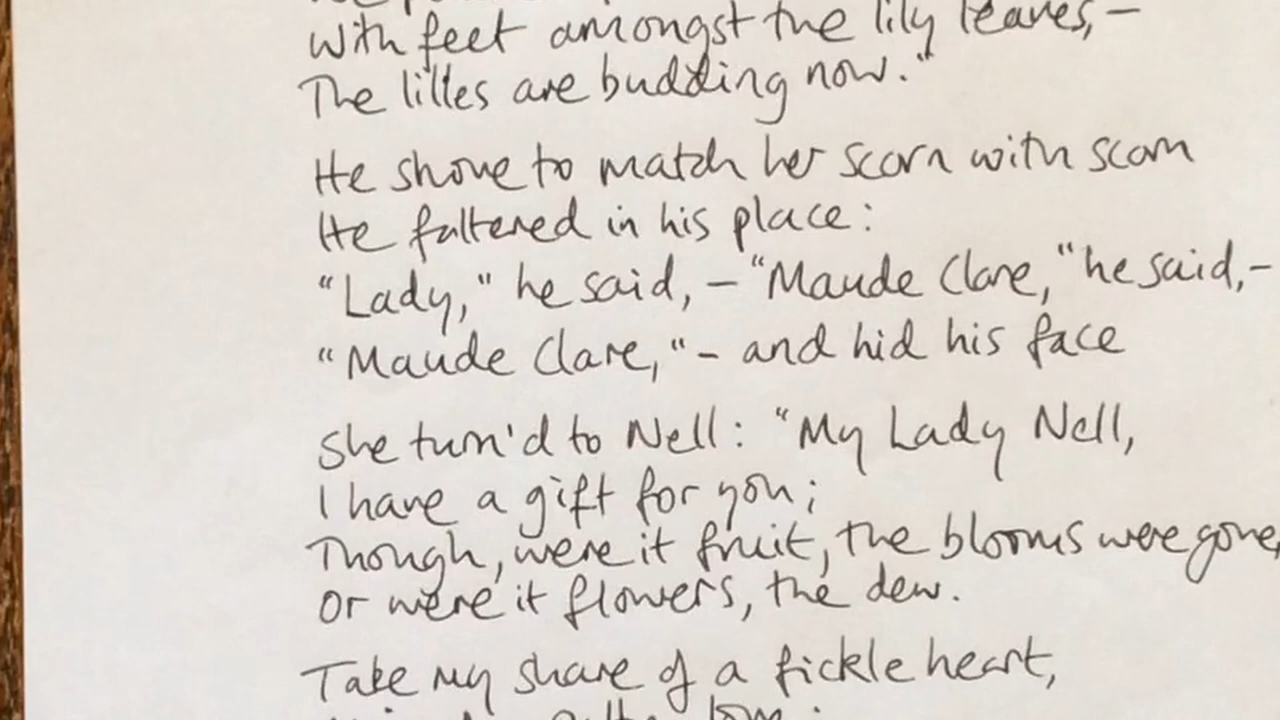 with feet amongst the lily leaves,–
The lilles are budding now."
He shove to match her scorn with scorn
He faltered in his place:
"Lady," he said, – "Maude Clare," he said,–
"Maude Clare," – and hid his face
She turn'd to Nell: "My Lady Nell,
I have a gift for you;
Though, were it fruit, the blooms were gone,
Or were it flowers, the dew.
Take my share of a fickle heart,